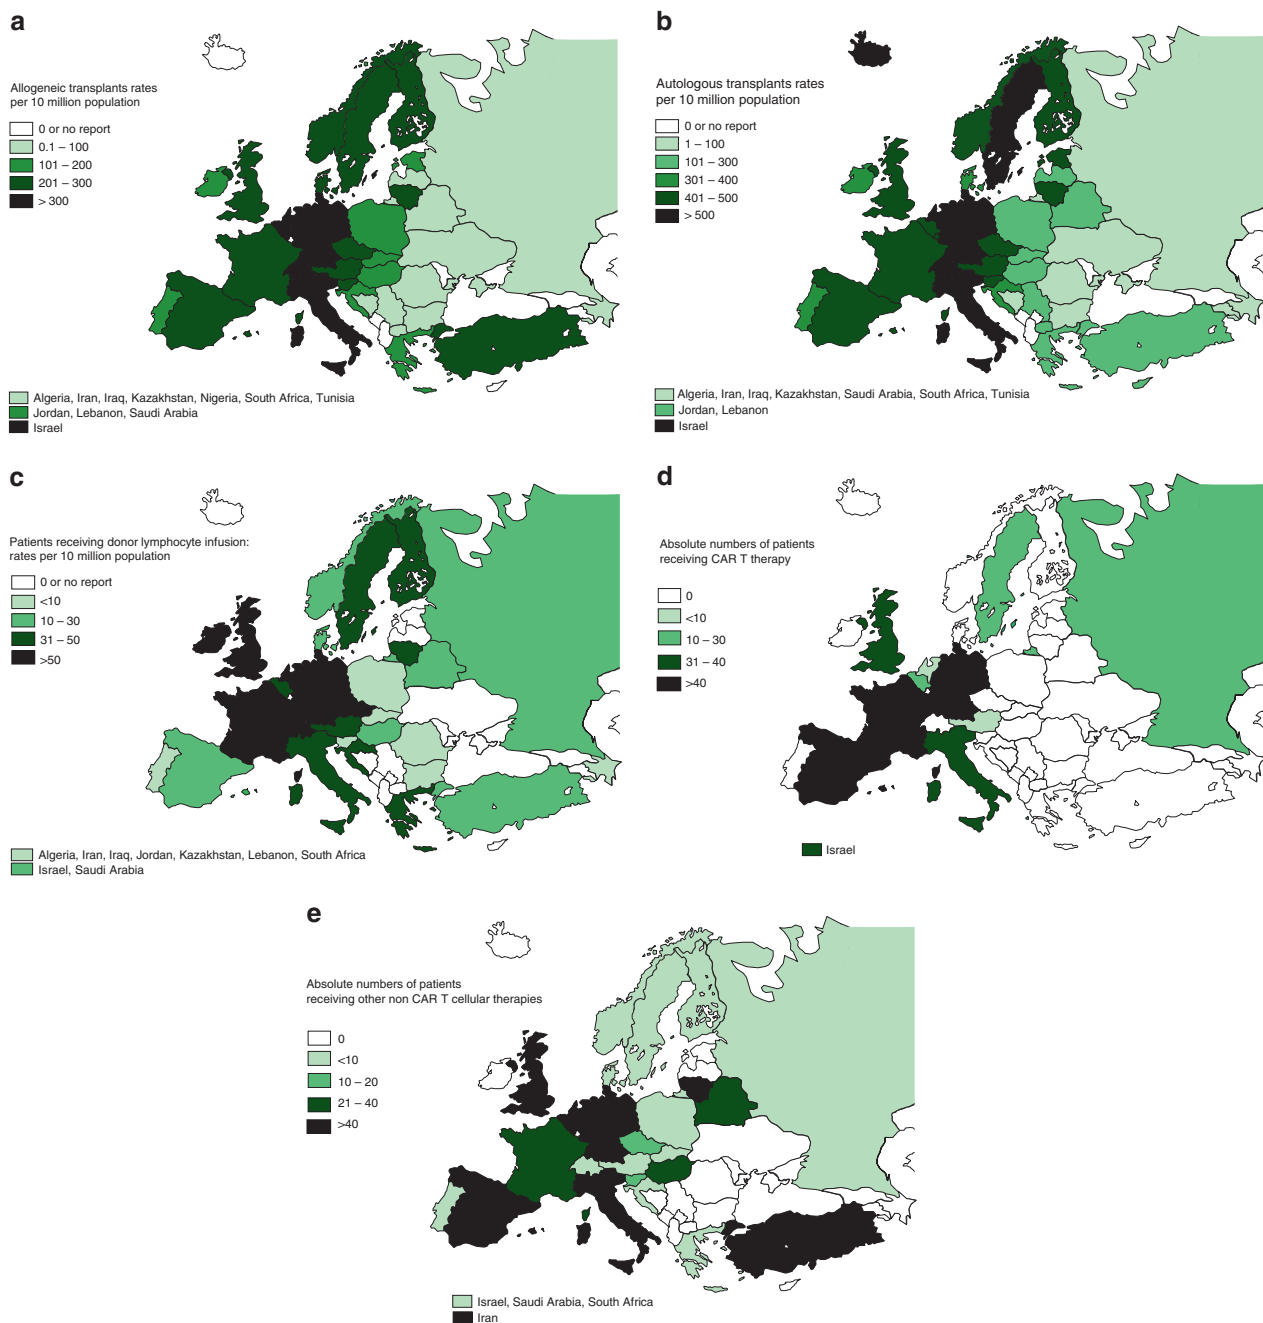 a
Allogeneic transplants rates
per 10 million population
0 or no report
0.1 – 100
101 – 200
201 – 300
> 300
Algeria, Iran, Iraq, Kazakhstan, Nigeria, South Africa, Tunisia
Jordan, Lebanon, Saudi Arabia
Israel
b
Autologous transplants rates
per 10 million population
0 or no report
1 – 100
101 – 300
301 – 400
401 – 500
> 500
Algeria, Iran, Iraq, Kazakhstan, Saudi Arabia, South Africa, Tunisia
Jordan, Lebanon
Israel
c
Patients receiving donor lymphocyte infusion:
rates per 10 million population
0 or no report
<10
10 – 30
31 – 50
>50
Algeria, Iran, Iraq, Jordan, Kazakhstan, Lebanon, South Africa
Israel, Saudi Arabia
d
Absolute numbers of patients
receiving CAR T therapy
0
<10
10 – 30
31 – 40
>40
Israel
e
Absolute numbers of patients
receiving other non CAR T cellular therapies
0
<10
10 – 20
21 – 40
>40
Israel, Saudi Arabia, South Africa
Iran